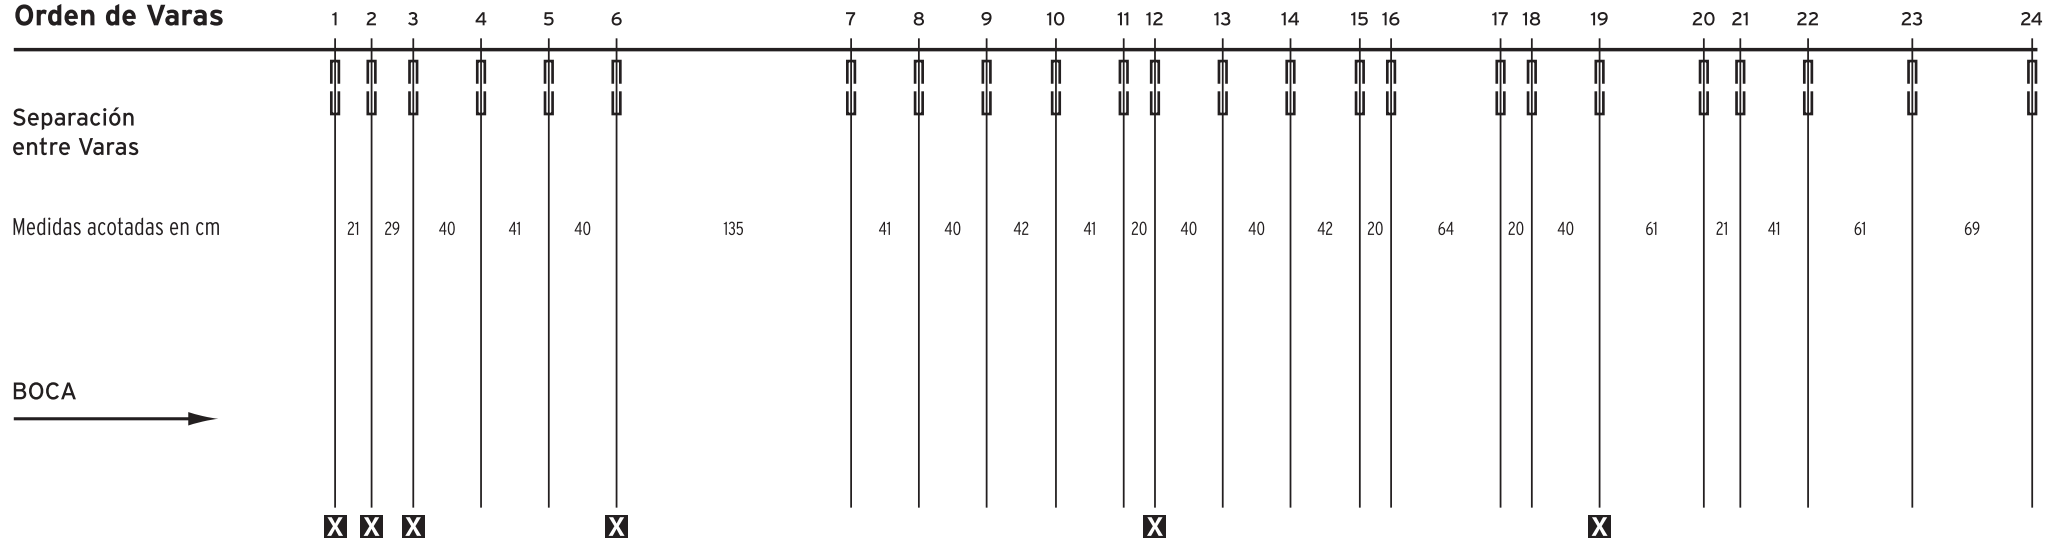 Orden de Varas 1 2 3 4 5 6 7 8 9 10 11 12 13 14 15 16 17 18 19 20 21 22 23 24
Separación
entre Varas
Medidas acotadas en cm 21 29 40 41 40 135 41 40 42 41 20 40 40 42 20 64 20 40 61 21 41 61 69
BOCA
X X X X X X